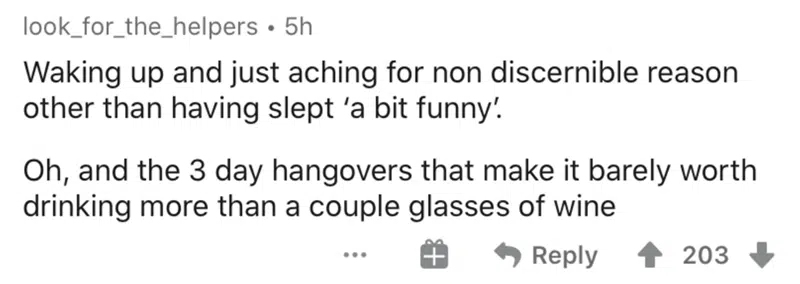 look_for_the_helpers • 5h
Waking up and just aching for non discernible reason
other than having slept ‘a bit funny’.
Oh, and the 3 day hangovers that make it barely worth
drinking more than a couple glasses of wine
... Reply 203